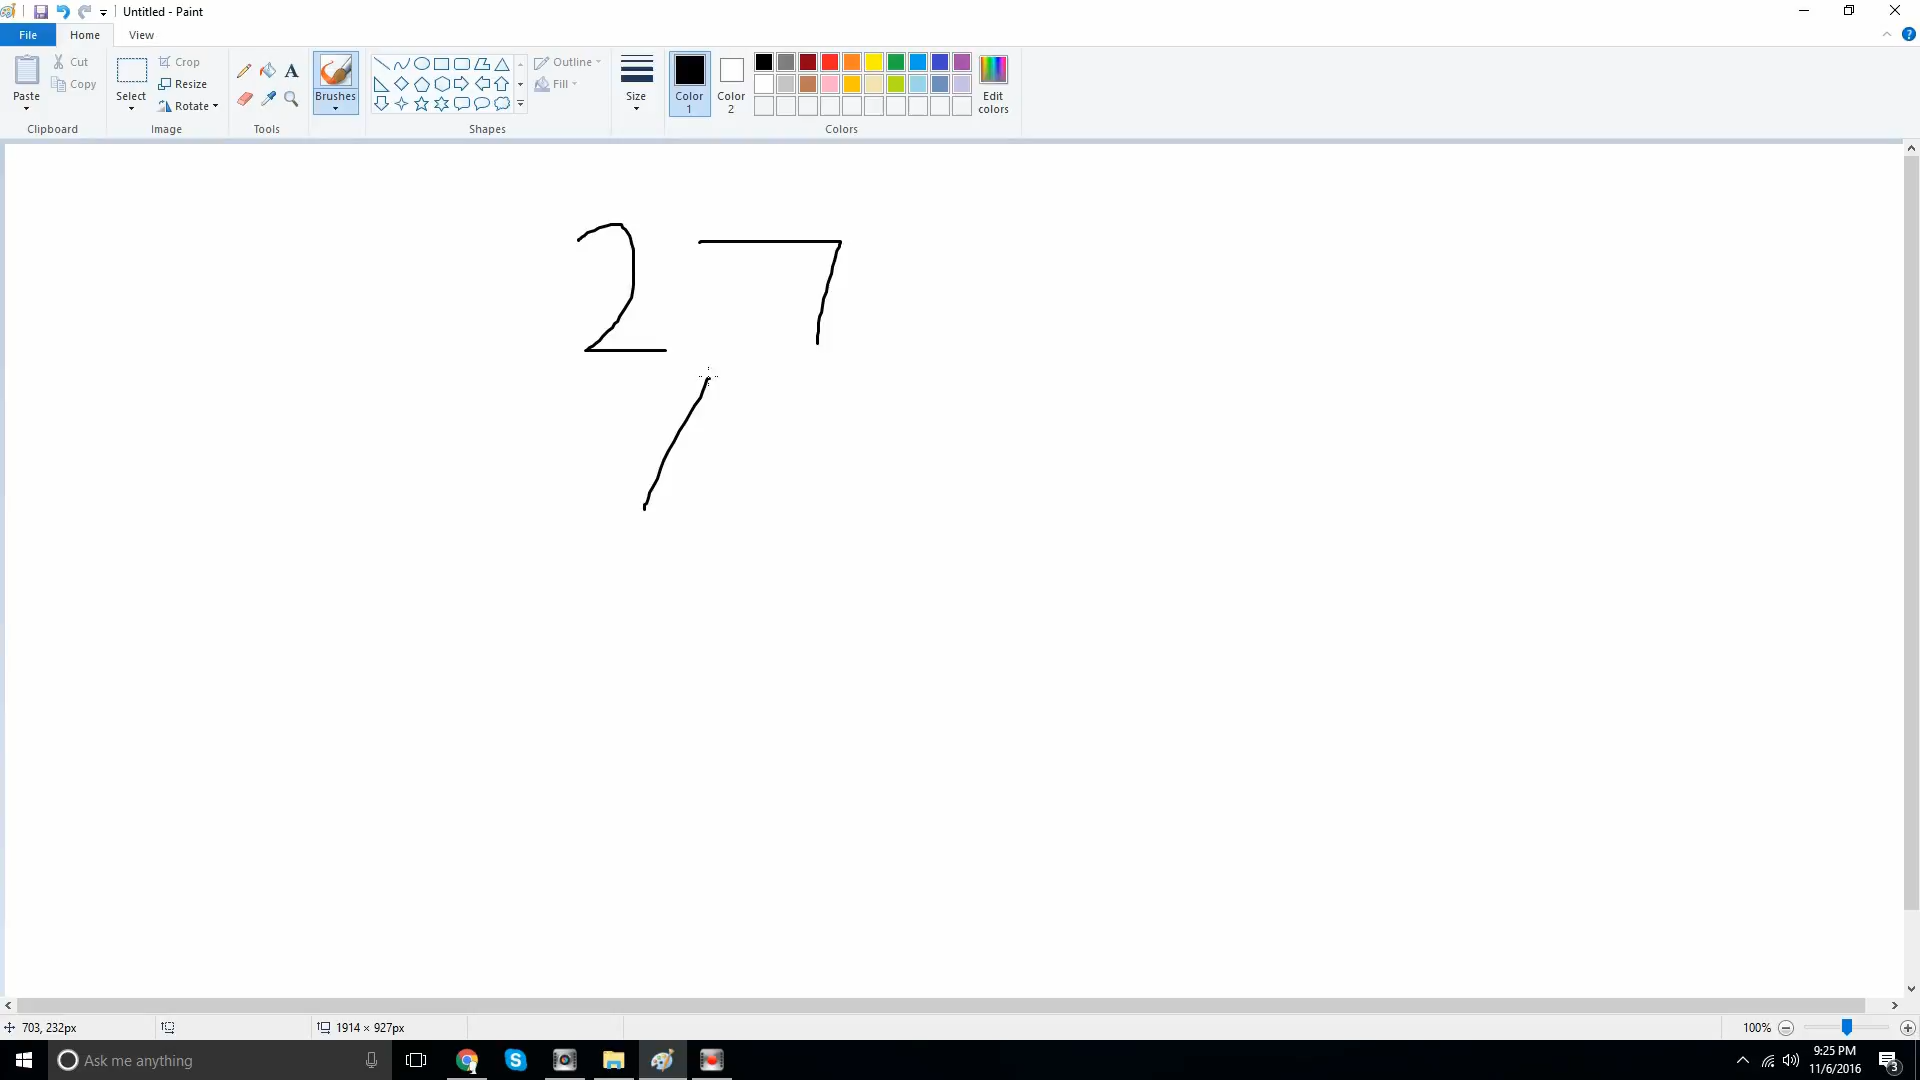 Untitled - Paint
File Home View
Paste
Cut
Copy
Clipboard
Select
Crop
Resize
Rotate
Image
A
Tools
Brushes
Shapes
Outline
Fill
Size
Color 1
Color 2
Edit colors
Colors
27
/
703, 232px
1914 × 927px
100%
Ask me anything
9:25 PM
11/6/2016
3